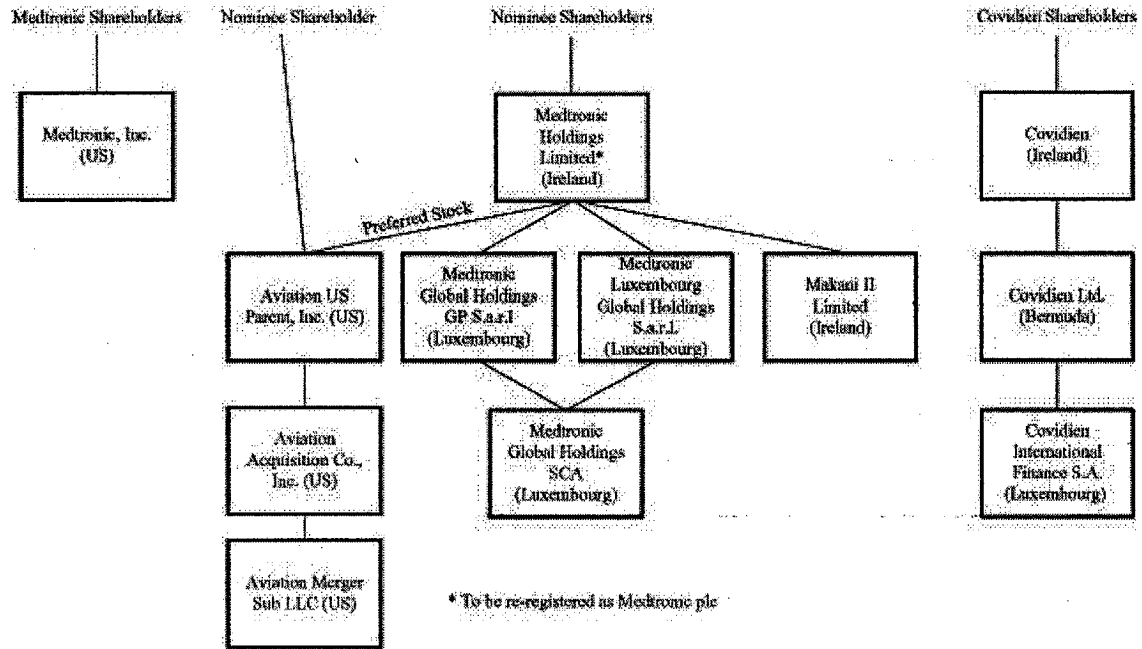 Medtronic Shareholders
Nominee Shareholder
Nominee Shareholders
Covidien Shareholders
Medtronic, Inc.
(US)
Medtronic
Holdings
Limited*
(Ireland)
Covidien
(Ireland)
Preferred Stock
Aviation US
Parent, Inc. (US)
Medtronic
Global Holdings
GP S.a.r.l
(Luxembourg)
Medtronic
Luxembourg
Global Holdings
S.a.r.l.
(Luxembourg)
Makani II
Limited
(Ireland)
Covidien Ltd.
(Bermuda)
Aviation
Acquisition Co.,
Inc. (US)
Medtronic
Global Holdings
SCA
(Luxembourg)
Covidien
International
Finance S.A.
(Luxembourg)
Aviation Merger
Sub LLC (US)
* To be re-registered as Medtronic plc